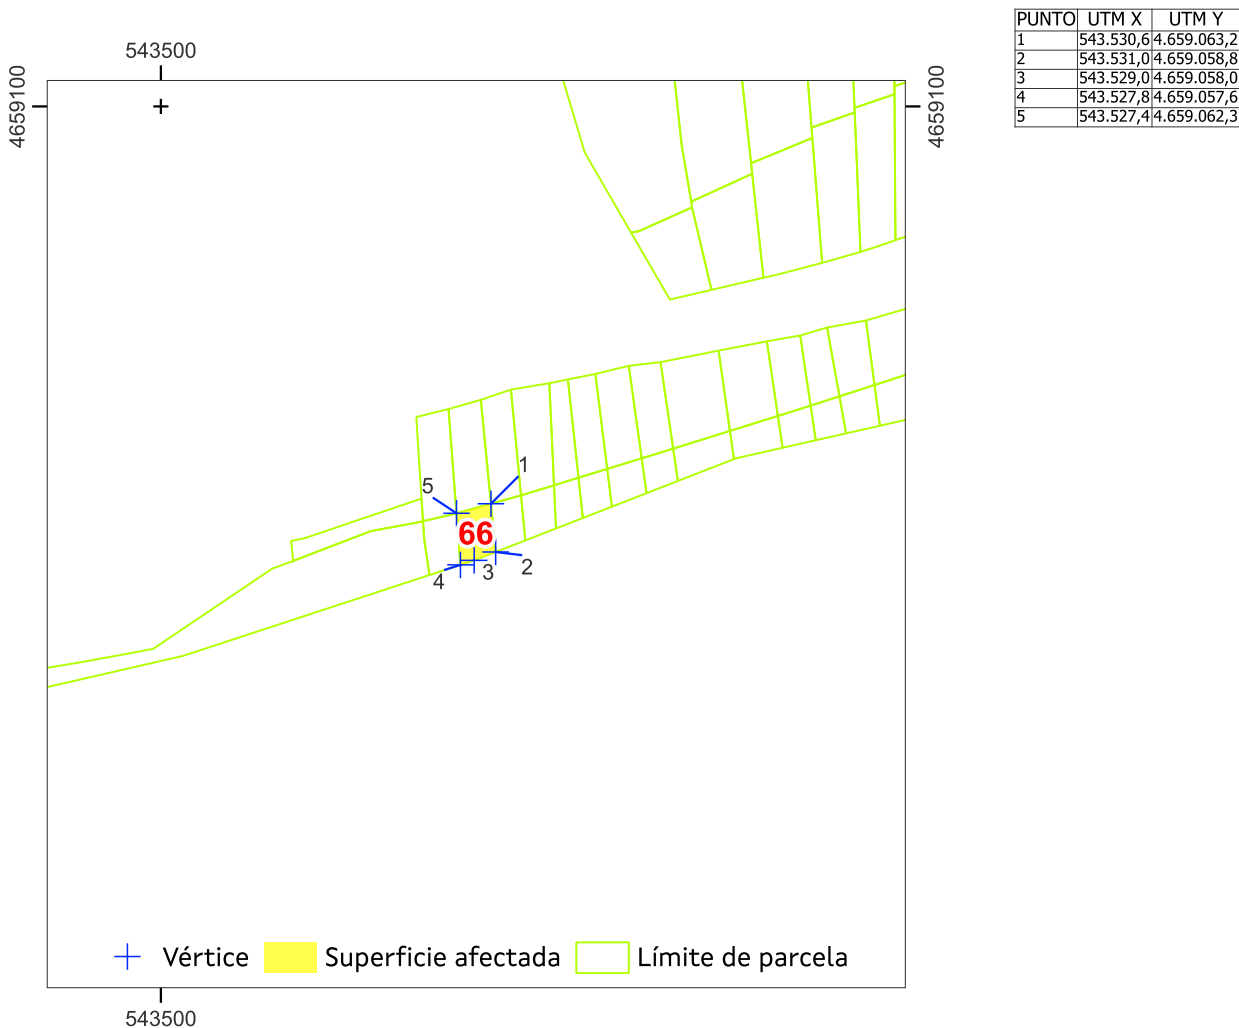 PUNTO UTM X UTM Y
1 543.530,6 4.659.063,2
2 543.531,0 4.659.058,8
3 543.529,0 4.659.058,0
4 543.527,8 4.659.057,6
5 543.527,4 4.659.062,3
543500
4659100
4659100
1
5
66
4
3
2
Vértice Superficie afectada Límite de parcela
543500